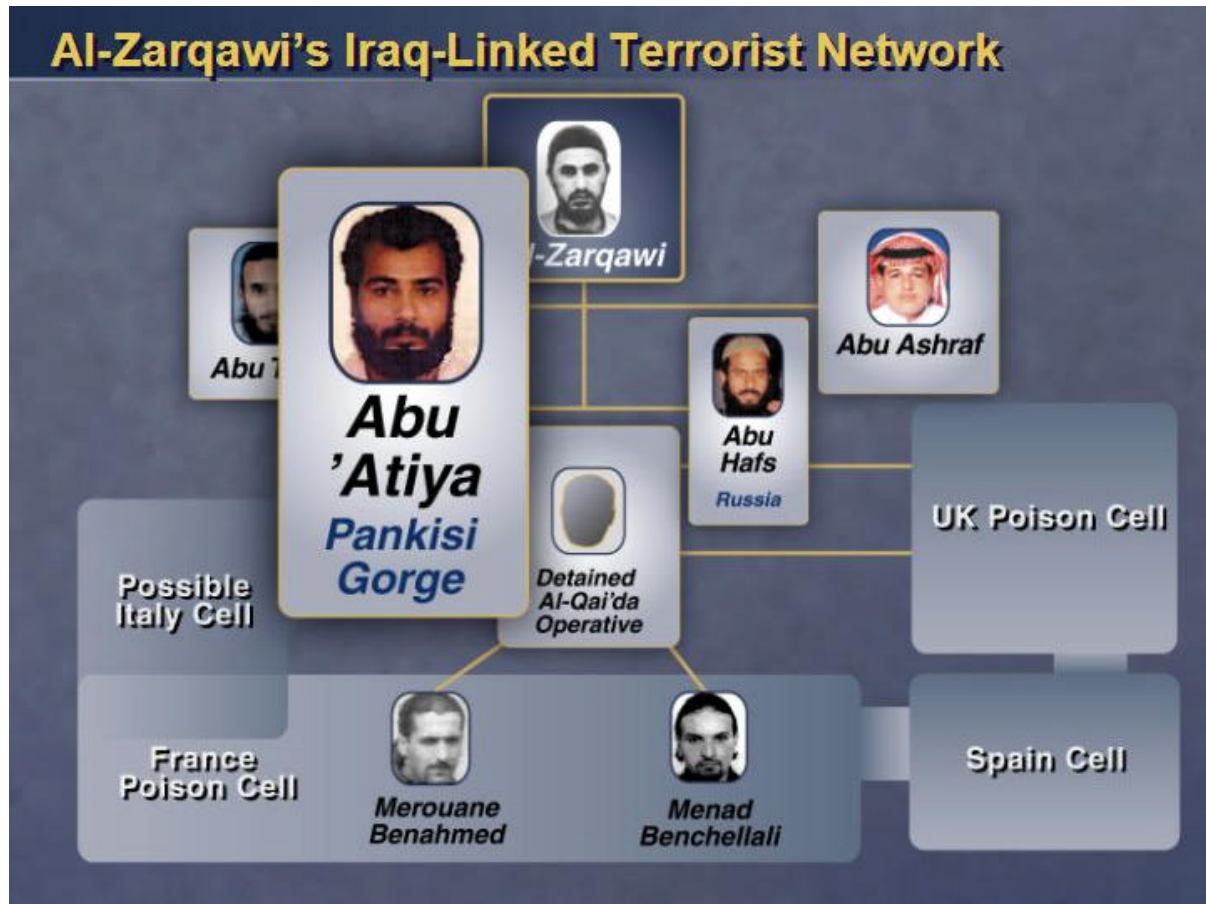 Al-Zarqawi's Iraq-Linked Terrorist Network
-Zarqawi
Abu
Abu
'Atiya
Pankisi
Gorge
Abu Ashraf
Abu
Hafs
Russia
UK Poison Cell
Detained
Al-Qai'da
Operative
Possible
Italy Cell
France
Poison Cell
Merouane
Benahmed
Menad
Benchellali
Spain Cell